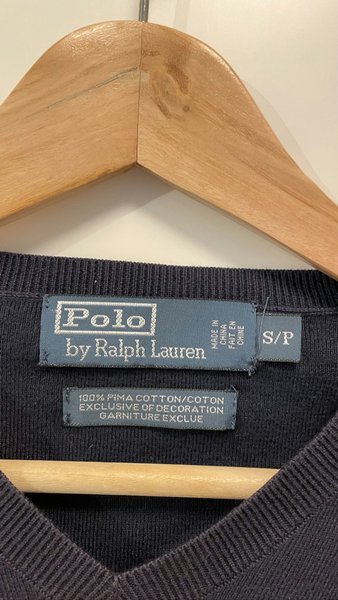 Polo
by Ralph Lauren
MADE IN
CHINA
FAIT EN
CHINE
S/P
100% PIMA COTTON/COTON
EXCLUSIVE OF DECORATION
GARNITURE EXCLUE